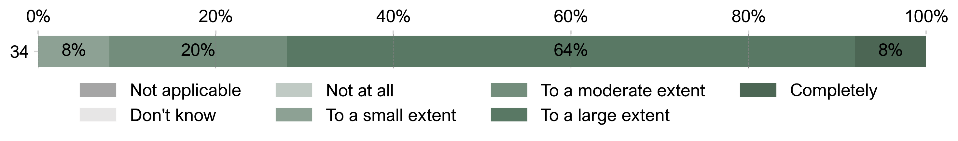 0% 20% 40% 60% 80% 100%
34 8% 20% 64% 8%
Not applicable Not at all To a moderate extent Completely
Don't know To a small extent To a large extent